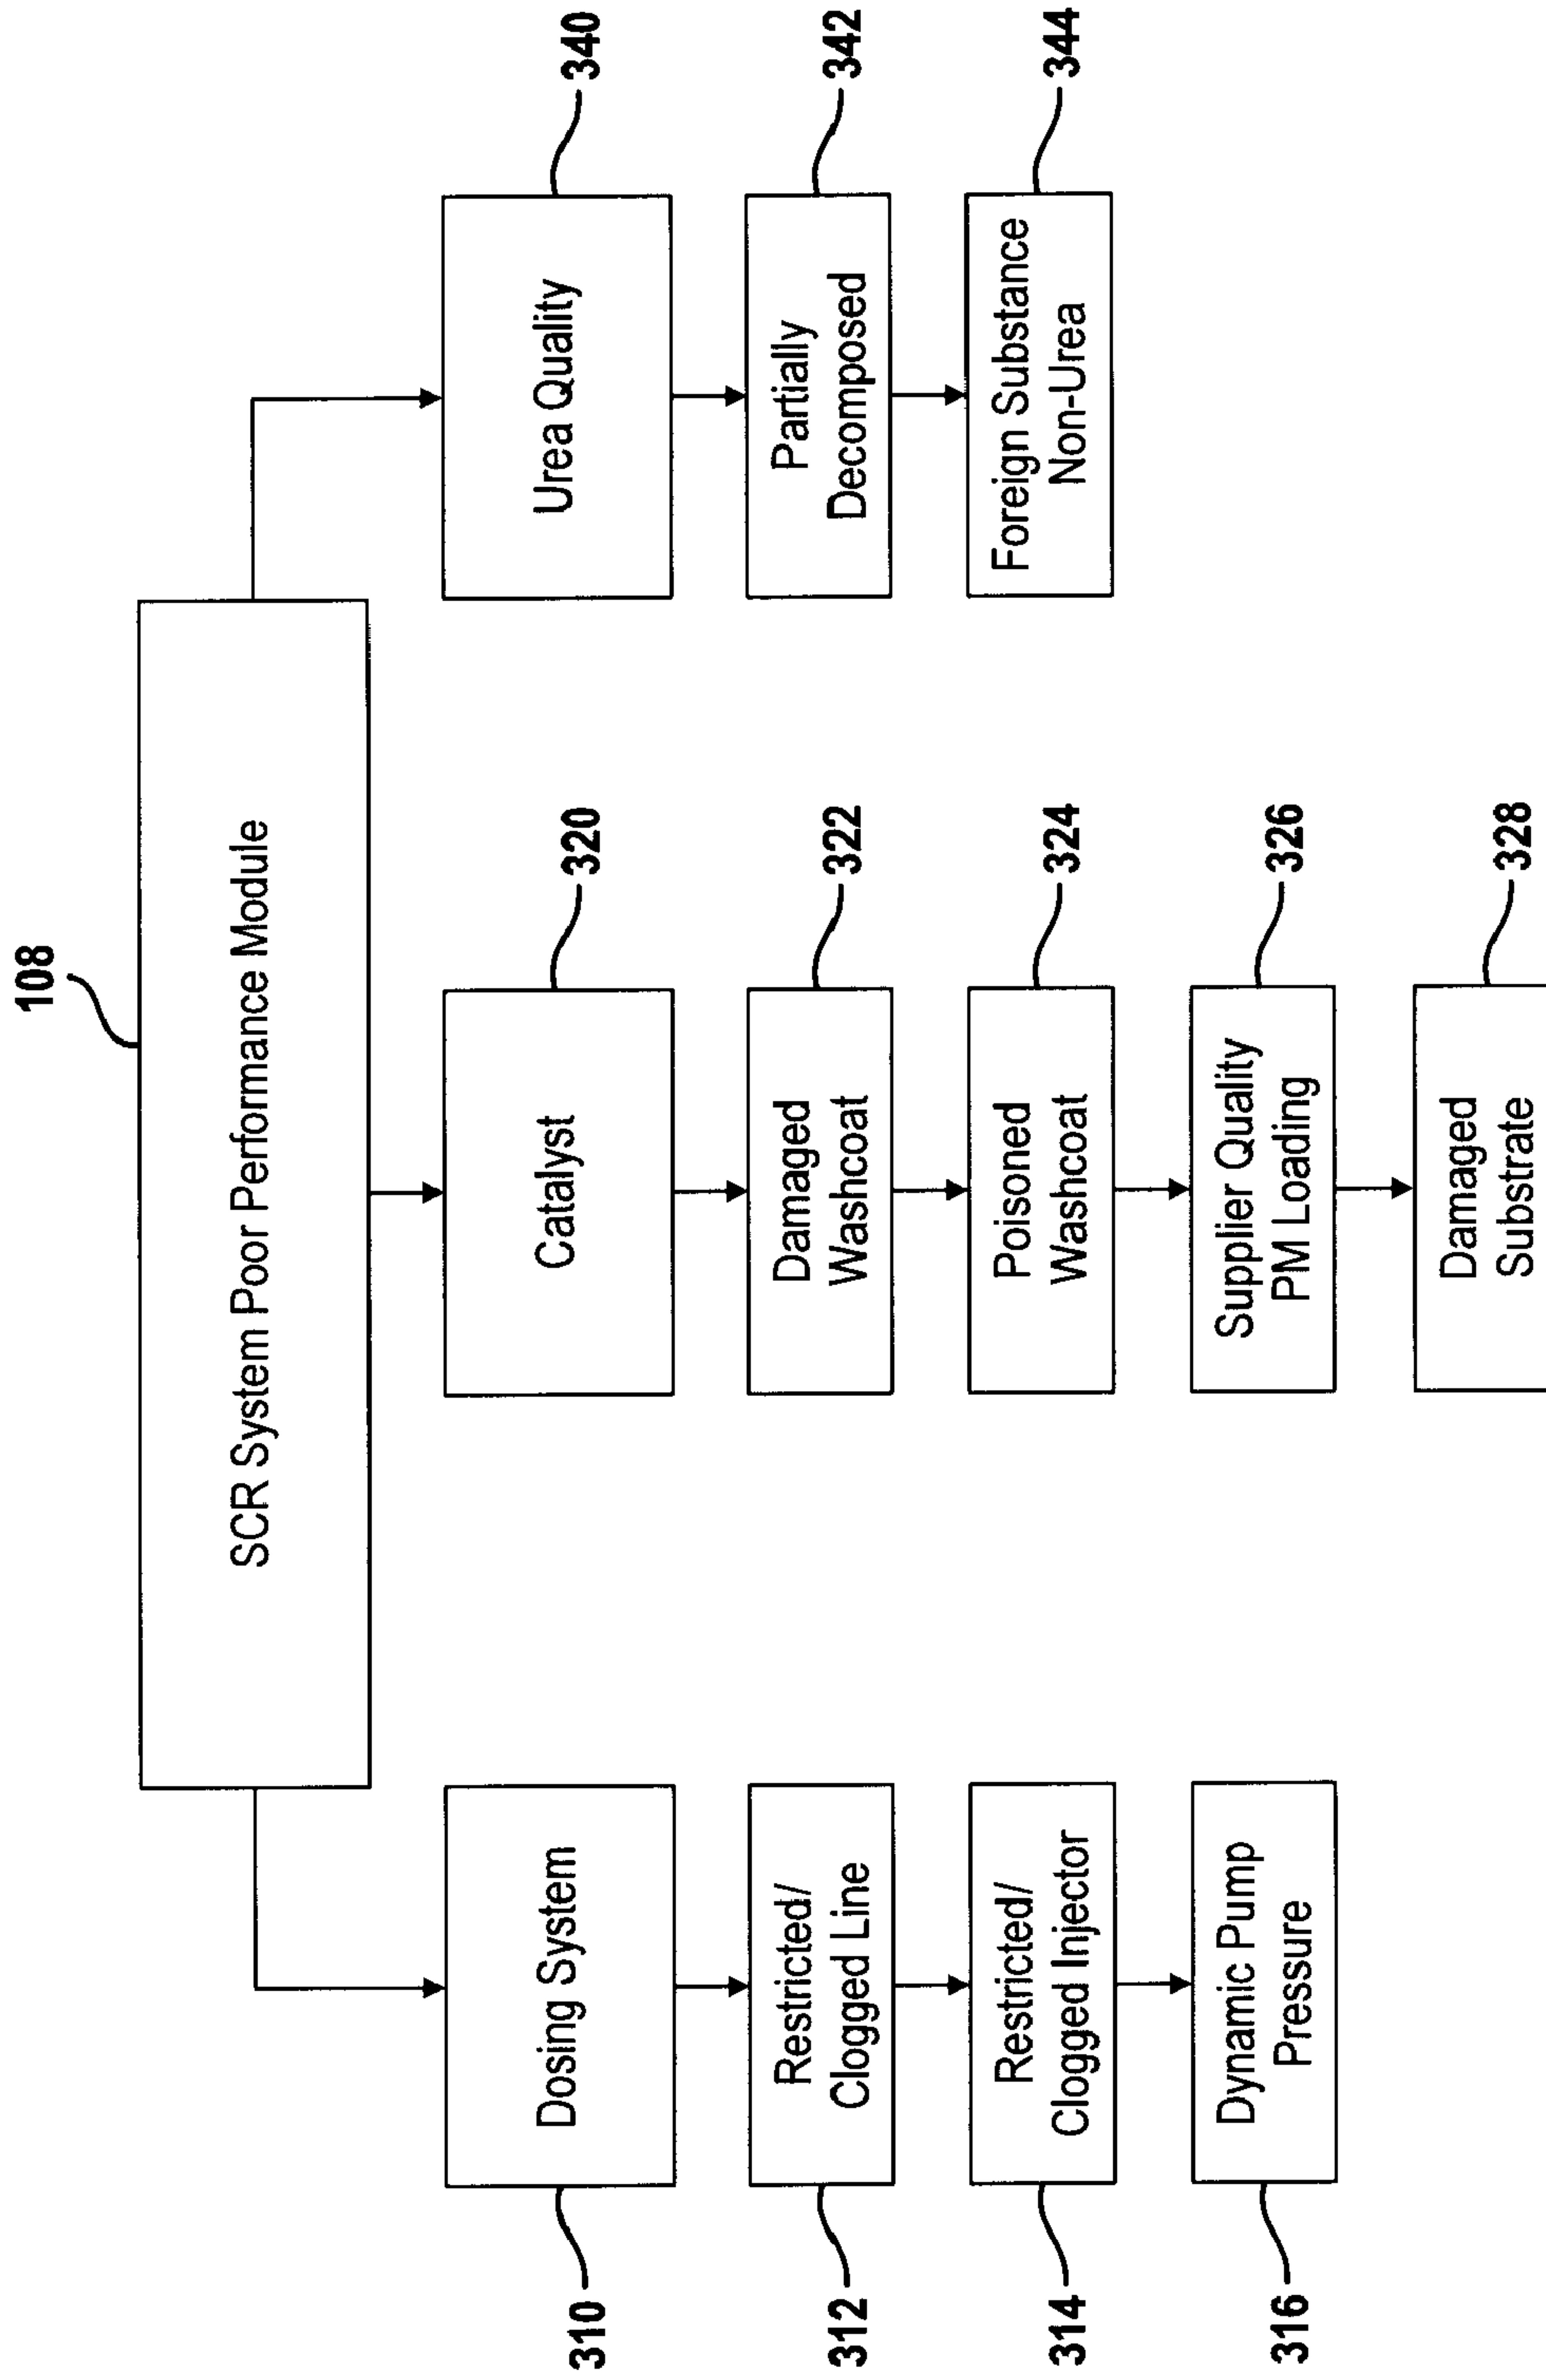 108
SCR System Poor Performance Module
310
Dosing System
312
Restricted/
Clogged Line
314
Restricted/
Clogged Injector
316
Dynamic Pump
Pressure
320
Catalyst
322
Damaged
Washcoat
324
Poisoned
Washcoat
326
Supplier Quality
PM Loading
328
Damaged
Substrate
340
Urea Quality
342
Partially
Decomposed
344
Foreign Substance
Non-Urea